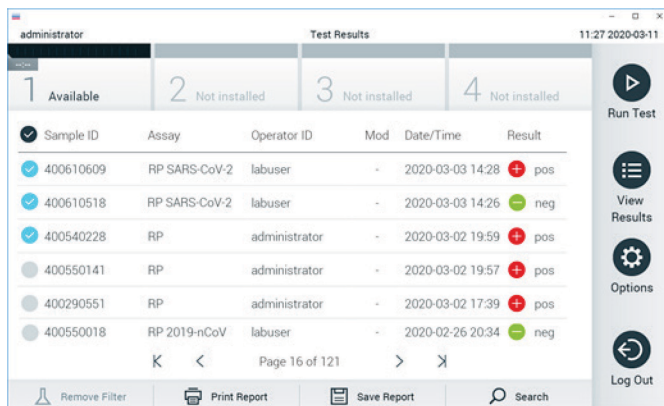 administrator Test Results 11:27 2020-03-11
--:--
1 Available 2 Not installed 3 Not installed 4 Not installed
Run Test
Sample ID Assay Operator ID Mod Date/Time Result
400610609 RP SARS-CoV-2 labuser - 2020-03-03 14:28 pos
400610518 RP SARS-CoV-2 labuser - 2020-03-03 14:26 neg
400540228 RP administrator - 2020-03-02 19:59 pos
400550141 RP administrator - 2020-03-02 19:57 pos
400290551 RP administrator - 2020-03-02 17:39 pos
400550018 RP 2019-nCoV labuser - 2020-02-26 20:34 neg
Page 16 of 121
View
Results
Options
Log Out
Remove Filter Print Report Save Report Search